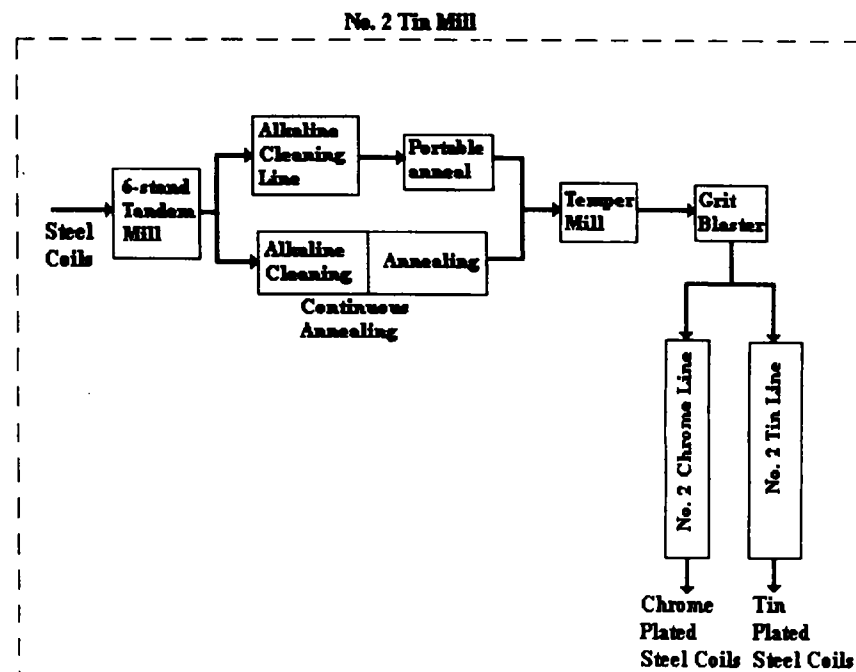 No. 2 Tin Mill
Steel
Coils
6-stand
Tandem
Mill
Alkaline
Cleaning
Line
Portable
anneal
Alkaline
Cleaning
Annealing
Continuous
Annealing
Temper
Mill
Grit
Blaster
No. 2 Chrome Line
No. 2 Tin Line
Chrome
Plated
Steel Coils
Tin
Plated
Steel Coils